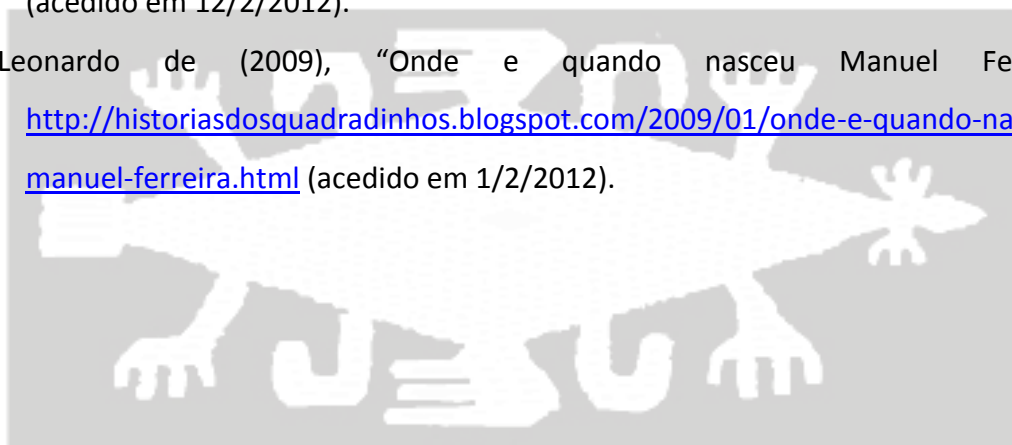 (acedido em 12/2/2012).
Leonardo de (2009), “Onde e quando nasceu Manuel Fe
http://historiasdosquadradinhos.blogspot.com/2009/01/onde-e-quando-na
manuel-ferreira.html (acedido em 1/2/2012).